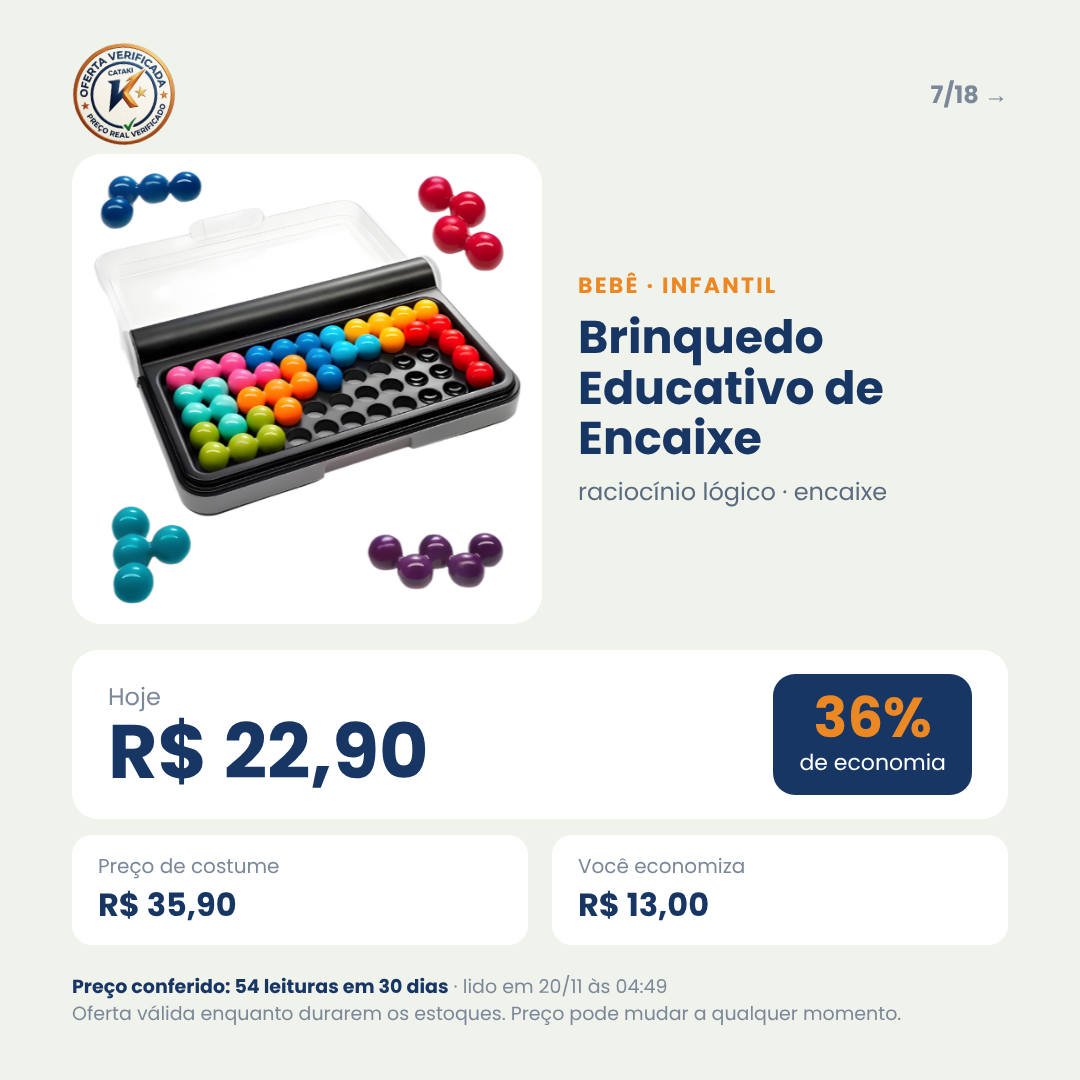 OFERTA VERIFICADA
CATAKI
K
PREÇO REAL VERIFICADO
7/18 →
BEBÊ · INFANTIL
Brinquedo
Educativo de
Encaixe
raciocínio lógico · encaixe
Hoje
R$ 22,90
36%
de economia
Preço de costume
R$ 35,90
Você economiza
R$ 13,00
Preço conferido: 54 leituras em 30 dias · lido em 20/11 às 04:49
Oferta válida enquanto durarem os estoques. Preço pode mudar a qualquer momento.